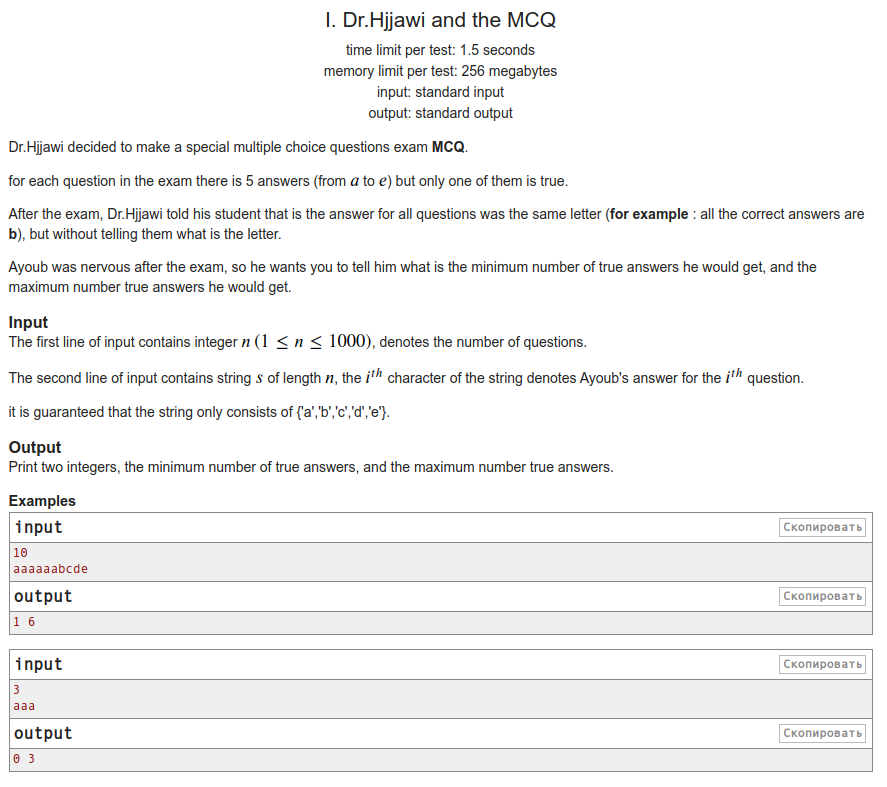 I. Dr.Hjjawi and the MCQ
time limit per test: 1.5 seconds
memory limit per test: 256 megabytes
input: standard input
output: standard output
Dr.Hjjawi decided to make a special multiple choice questions exam MCQ.
for each question in the exam there is 5 answers (from a to e) but only one of them is true.
After the exam, Dr.Hjjawi told his student that is the answer for all questions was the same letter (for example : all the correct answers are
b), but without telling them what is the letter.
Ayoub was nervous after the exam, so he wants you to tell him what is the minimum number of true answers he would get, and the
maximum number true answers he would get.
Input
The first line of input contains integer n (1 ≤ n ≤ 1000), denotes the number of questions.
The second line of input contains string s of length n, the i^th character of the string denotes Ayoub's answer for the i^th question.
it is guaranteed that the string only consists of {'a','b','c','d','e'}.
Output
Print two integers, the minimum number of true answers, and the maximum number true answers.
Examples
input Скопировать
10
aaaaaabcde
output Скопировать
1 6
input Скопировать
3
aaa
output Скопировать
0 3